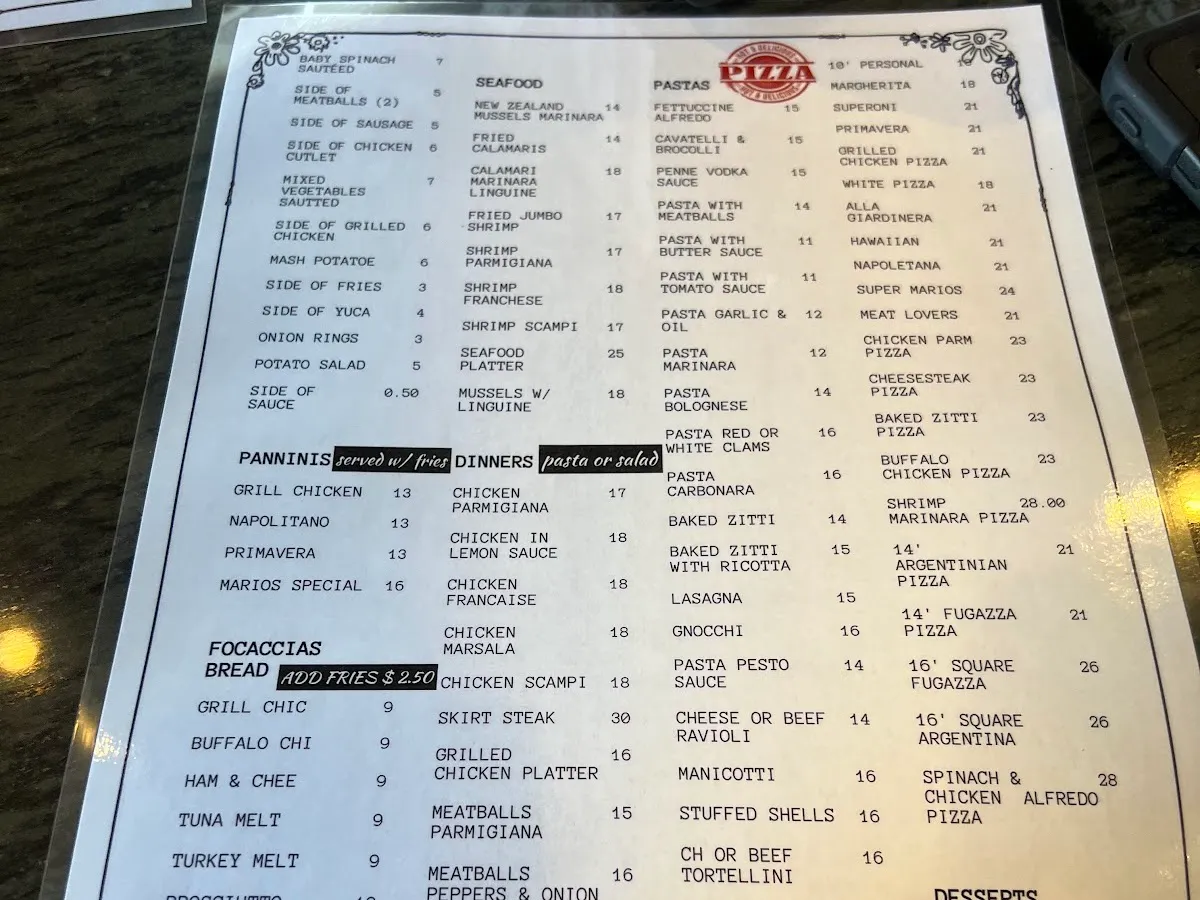 BABY SPINACH 7
SAUTÉED
SIDE OF 5
MEATBALLS (2)
SIDE OF SAUSAGE 5
SIDE OF CHICKEN 6
CUTLET
MIXED 7
VEGETABLES
SAUTTED
SIDE OF GRILLED 6
CHICKEN
MASH POTATOE 6
SIDE OF FRIES 3
SIDE OF YUCA 4
ONION RINGS 3
POTATO SALAD 5
SIDE OF 0.50
SAUCE
PANNINIS served w/ fries
GRILL CHICKEN 13
NAPOLITANO 13
PRIMAVERA 13
MARIOS SPECIAL 16
FOCACCIAS
BREAD ADD FRIES $ 2.50
GRILL CHIC 9
BUFFALO CHI 9
HAM & CHEE 9
TUNA MELT 9
TURKEY MELT 9
PROSCIUTTO
SEAFOOD
NEW ZEALAND 14
MUSSELS MARINARA
FRIED 14
CALAMARIS
CALAMARI 18
MARINARA
LINGUINE
FRIED JUMBO 17
SHRIMP
SHRIMP 17
PARMIGIANA
SHRIMP 18
FRANCHESE
SHRIMP SCAMPI 17
SEAFOOD 25
PLATTER
MUSSELS W/ 18
LINGUINE
DINNERS pasta or salad
CHICKEN 17
PARMIGIANA
CHICKEN IN 18
LEMON SAUCE
CHICKEN 18
FRANCAISE
CHICKEN 18
MARSALA
CHICKEN SCAMPI 18
SKIRT STEAK 30
GRILLED 16
CHICKEN PLATTER
MEATBALLS 15
PARMIGIANA
MEATBALLS 16
PEPPERS & ONION
PASTAS
FETTUCCINE 15
ALFREDO
CAVATELLI & 15
BROCOLLI
PENNE VODKA 15
SAUCE
PASTA WITH 14
MEATBALLS
PASTA WITH 11
BUTTER SAUCE
PASTA WITH 11
TOMATO SAUCE
PASTA GARLIC & 12
OIL
PASTA 12
MARINARA
PASTA 14
BOLOGNESE
PASTA RED OR 16
WHITE CLAMS
PASTA 16
CARBONARA
BAKED ZITTI 14
BAKED ZITTI 15
WITH RICOTTA
LASAGNA 15
GNOCCHI 16
PASTA PESTO 14
SAUCE
CHEESE OR BEEF 14
RAVIOLI
MANICOTTI 16
STUFFED SHELLS 16
CH OR BEEF 16
TORTELLINI
HOT & DELICIOUS
PIZZA
HOT & DELICIOUS
10' PERSONAL
MARGHERITA 18
SUPERONI 21
PRIMAVERA 21
GRILLED 21
CHICKEN PIZZA
WHITE PIZZA 18
ALLA 21
GIARDINERA
HAWAIIAN 21
NAPOLETANA 21
SUPER MARIOS 24
MEAT LOVERS 21
CHICKEN PARM 23
PIZZA
CHEESESTEAK 23
PIZZA
BAKED ZITTI 23
PIZZA
BUFFALO 23
CHICKEN PIZZA
SHRIMP 28.00
MARINARA PIZZA
14' 21
ARGENTINIAN
PIZZA
14' FUGAZZA 21
PIZZA
16' SQUARE 26
FUGAZZA
16' SQUARE 26
ARGENTINA
SPINACH & 28
CHICKEN ALFREDO
PIZZA
DESSERTS